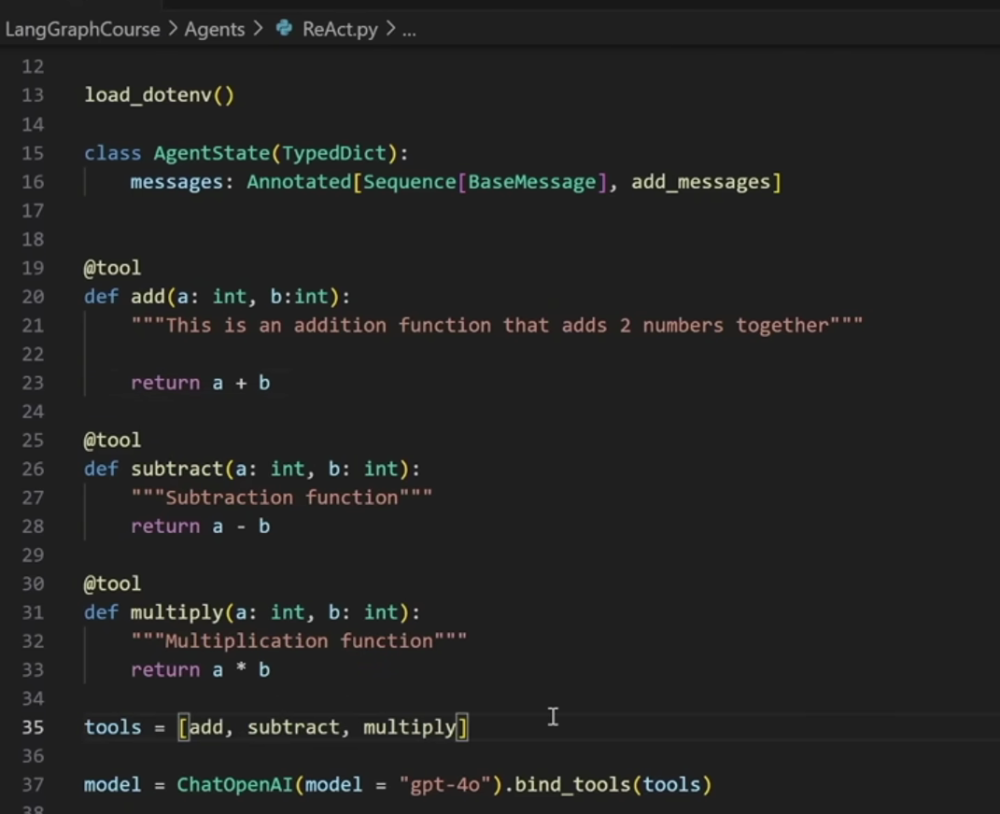 LangGraphCourse > Agents > ReAct.py > ...
12
13 load_dotenv()
14
15 class AgentState(TypedDict):
16     messages: Annotated[Sequence[BaseMessage], add_messages]
17
18
19 @tool
20 def add(a: int, b:int):
21     """This is an addition function that adds 2 numbers together"""
22
23     return a + b
24
25 @tool
26 def subtract(a: int, b: int):
27     """Subtraction function"""
28     return a - b
29
30 @tool
31 def multiply(a: int, b: int):
32     """Multiplication function"""
33     return a * b
34
35 tools = [add, subtract, multiply]
36
37 model = ChatOpenAI(model = "gpt-4o").bind_tools(tools)
38